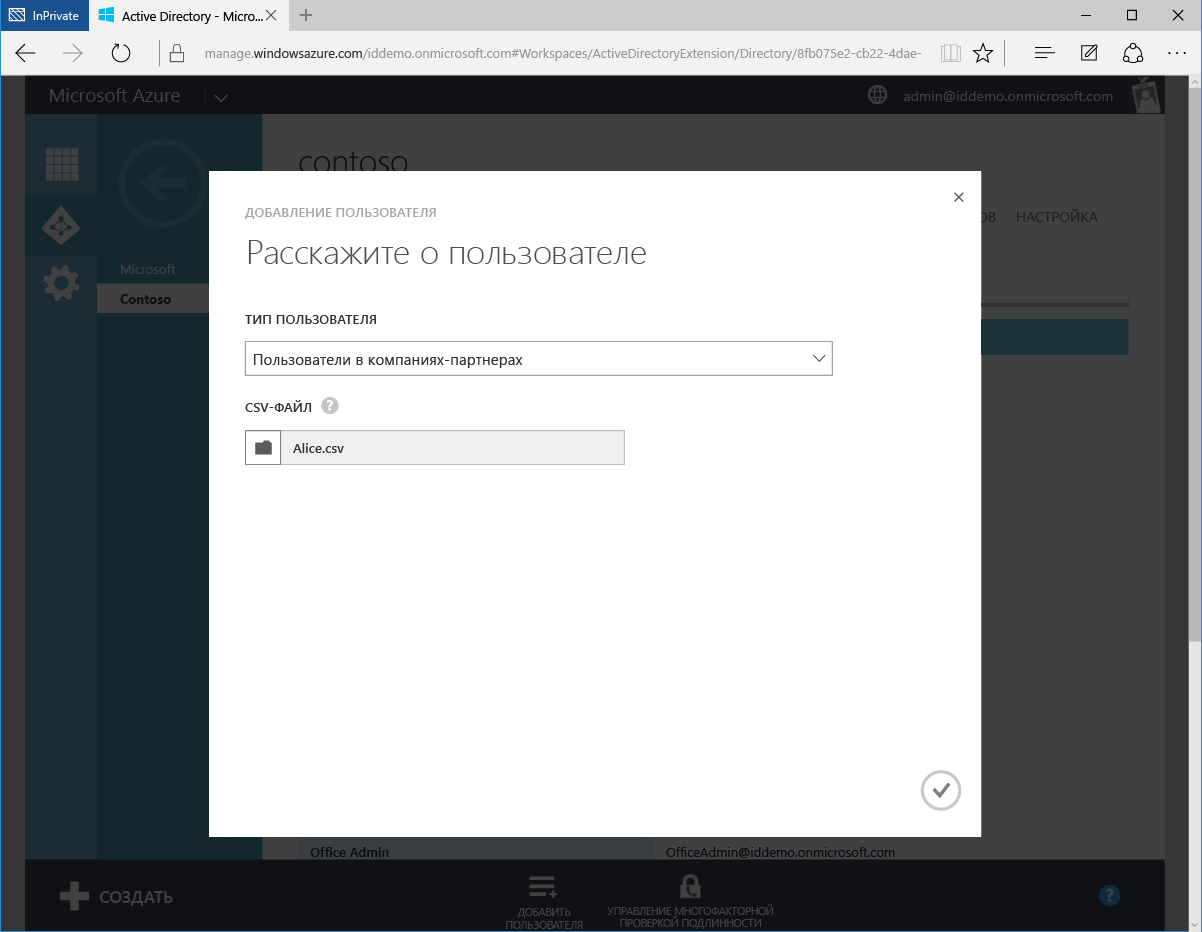 InPrivate
Active Directory - Micro...
manage.windowsazure.com/iddemo.onmicrosoft.com#Workspaces/ActiveDirectoryExtension/Directory/8fb075e2-cb22-4dae-
Microsoft Azure
admin@iddemo.onmicrosoft.com
contoso
ОВ НАСТРОЙКА
Microsoft
Contoso
ДОБАВЛЕНИЕ ПОЛЬЗОВАТЕЛЯ
Расскажите о пользователе
ТИП ПОЛЬЗОВАТЕЛЯ
Пользователи в компаниях-партнерах
CSV-ФАЙЛ ?
Alice.csv
Office Admin
OfficeAdmin@iddemo.onmicrosoft.com
СОЗДАТЬ
ДОБАВИТЬ
ПОЛЬЗОВАТЕЛЯ
УПРАВЛЕНИЕ МНОГОФАКТОРНОЙ
ПРОВЕРКОЙ ПОДЛИННОСТИ
?